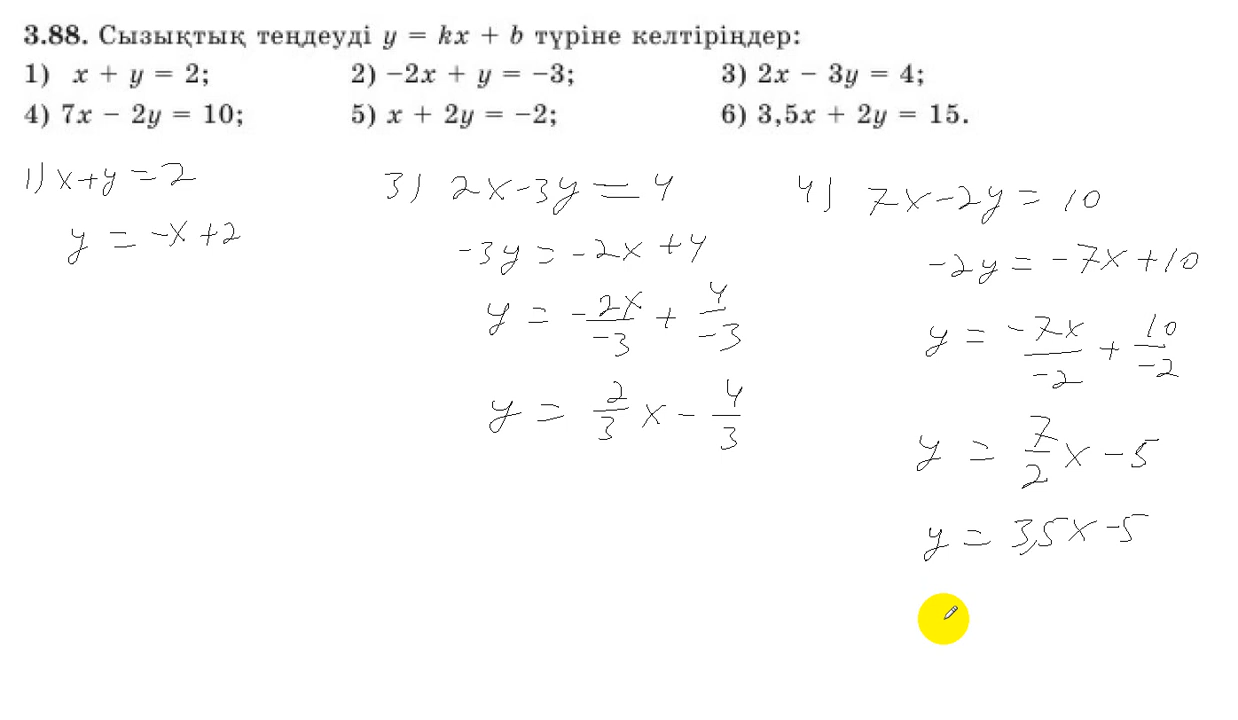 3.88. Сызықтық теңдеуді y = kx + b түріне келтіріңдер:
1) x + y = 2; 2) −2x + y = −3; 3) 2x − 3y = 4;
4) 7x − 2y = 10; 5) x + 2y = −2; 6) 3,5x + 2y = 15.
1) x+y=2
y = -x+2
3) 2x-3y=4
-3y=-2x+4
y = -2x/-3 + 4/-3
y = 2/3 x - 4/3
4) 7x-2y= 10
-2y= -7x+10
y = -7x/-2 + 10/-2
y = 7/2 x-5
y = 3,5x-5